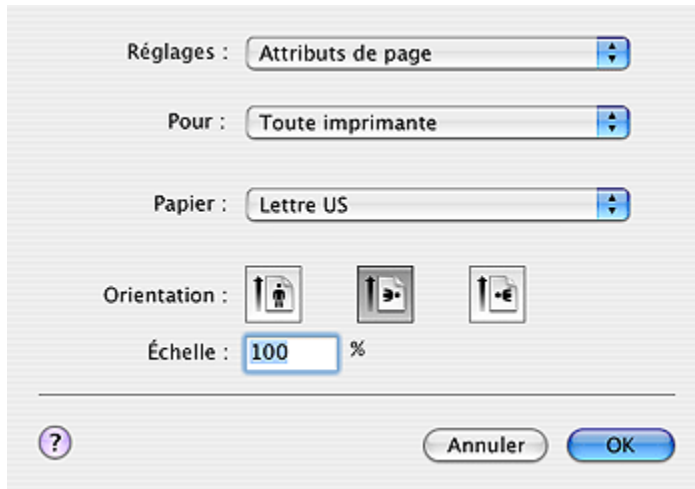 Réglages : Attributs de page
Pour : Toute imprimante
Papier : Lettre US
Orientation :
Échelle : 100 %
? Annuler OK